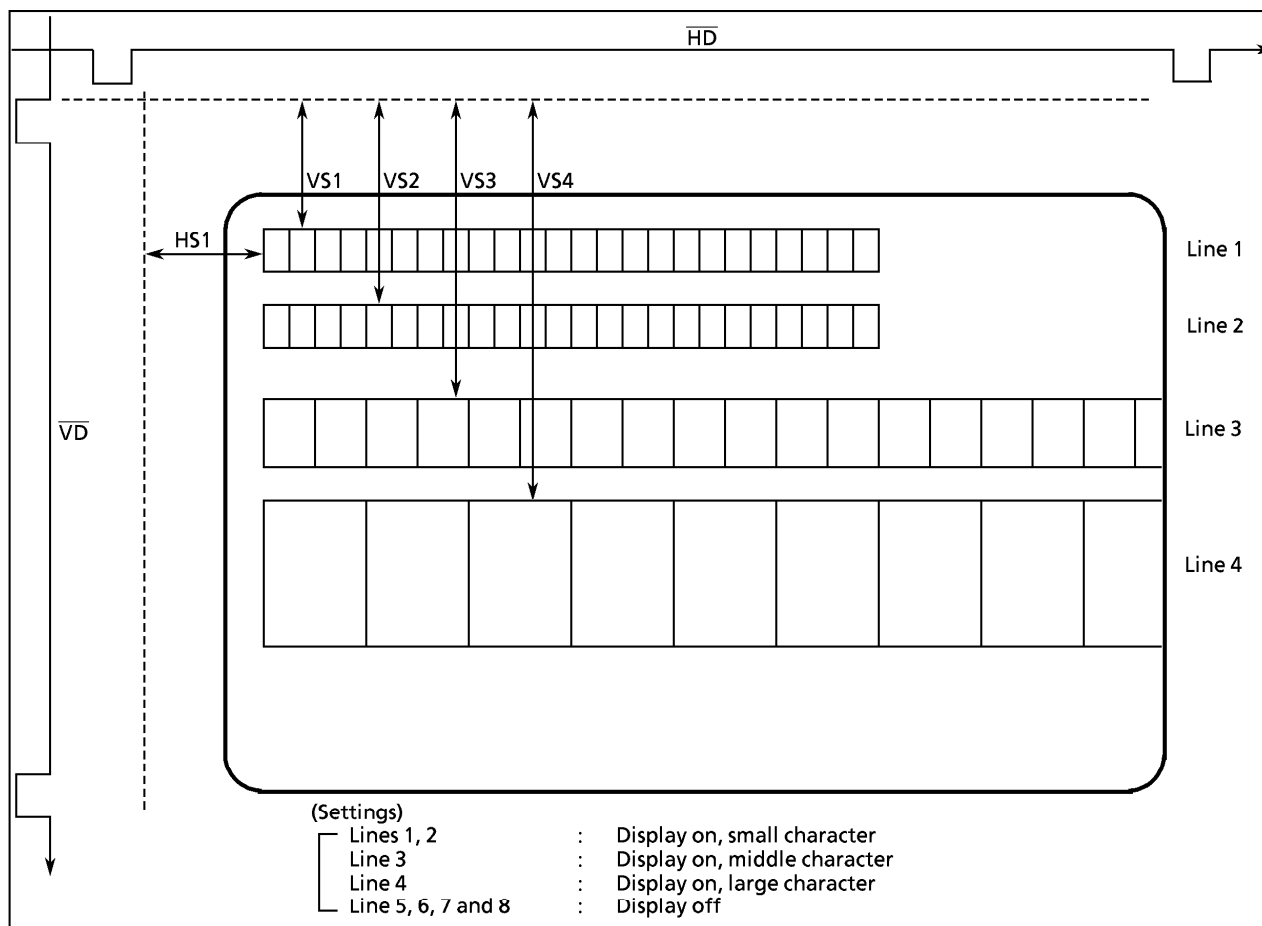 HD
VS1 VS2 VS3 VS4
HS1
Line 1
Line 2
VD
Line 3
Line 4
(Settings)
Lines 1, 2 : Display on, small character
Line 3 : Display on, middle character
Line 4 : Display on, large character
Line 5, 6, 7 and 8 : Display off